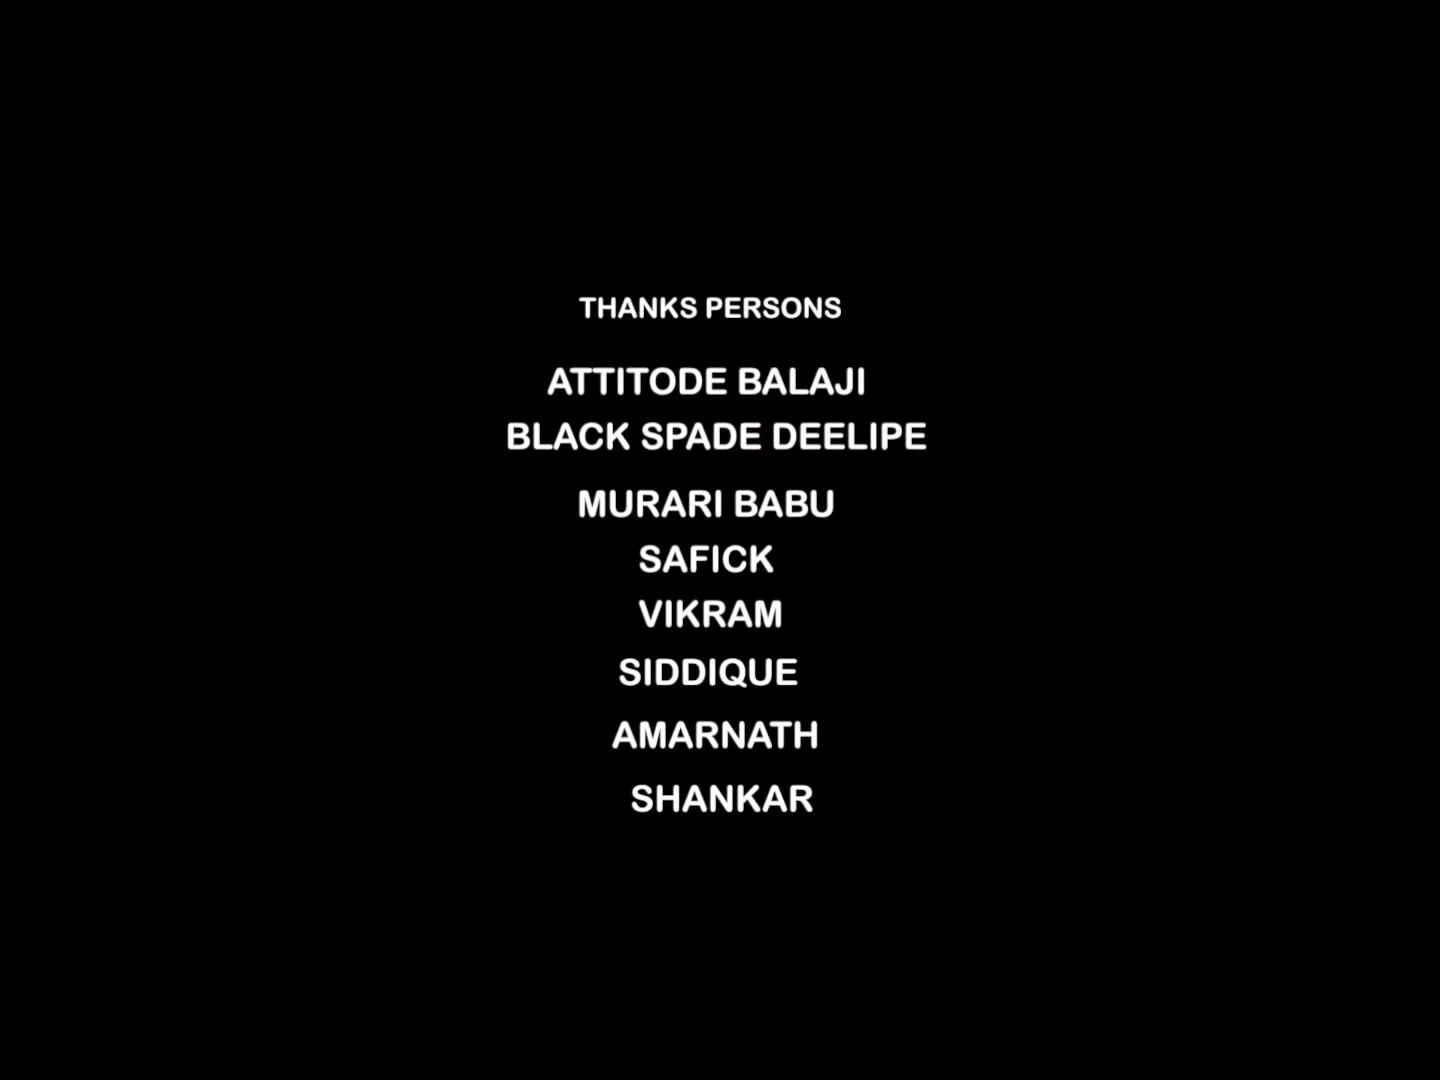 THANKS PERSONS
ATTITODE BALAJI
BLACK SPADE DEELIPE
MURARI BABU
SAFICK
VIKRAM
SIDDIQUE
AMARNATH
SHANKAR